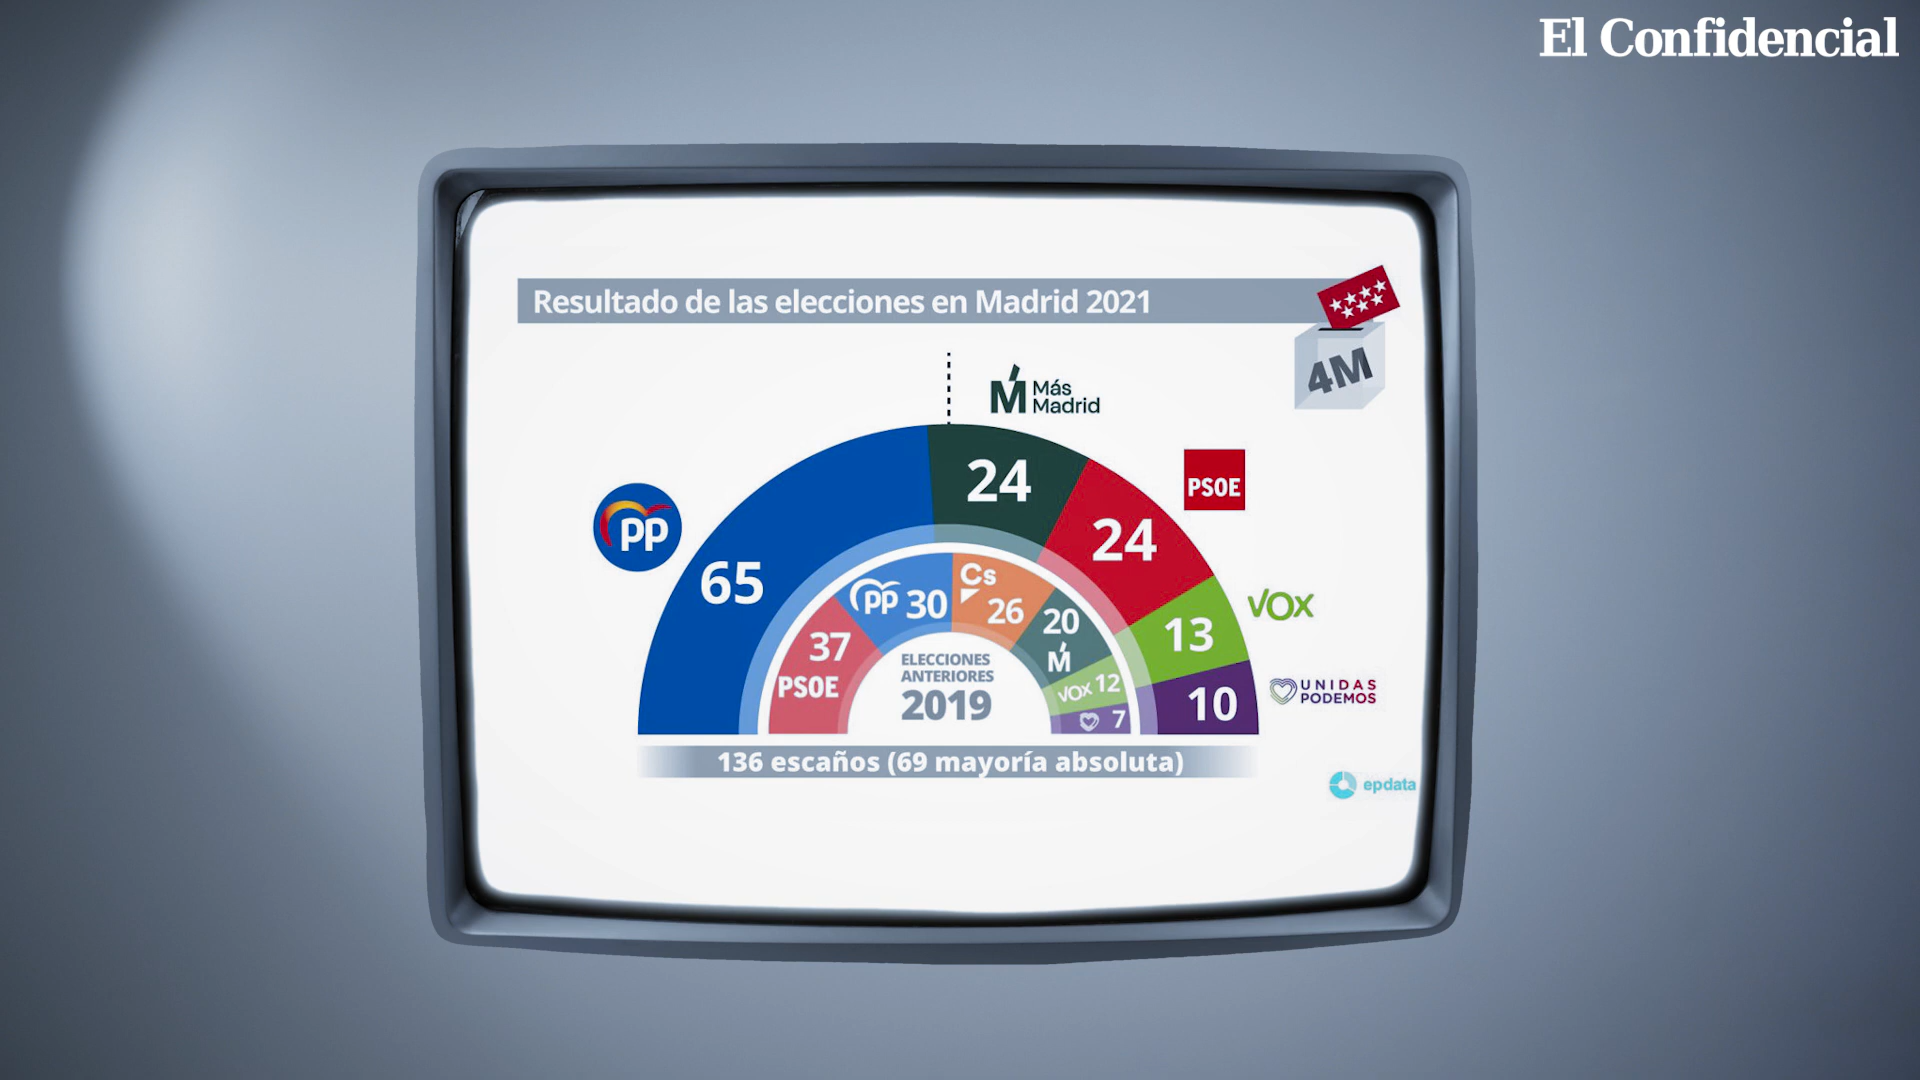 El Confidencial
Resultado de las elecciones en Madrid 2021
4M
Más
Madrid
24
PSOE
pp
24
65
VOX
13
Cs
pp 30
26
20
M
37
PSOE
VOX 12
7
ELECCIONES
ANTERIORES
2019
UNIDAS
PODEMOS
10
136 escaños (69 mayoría absoluta)
epdata